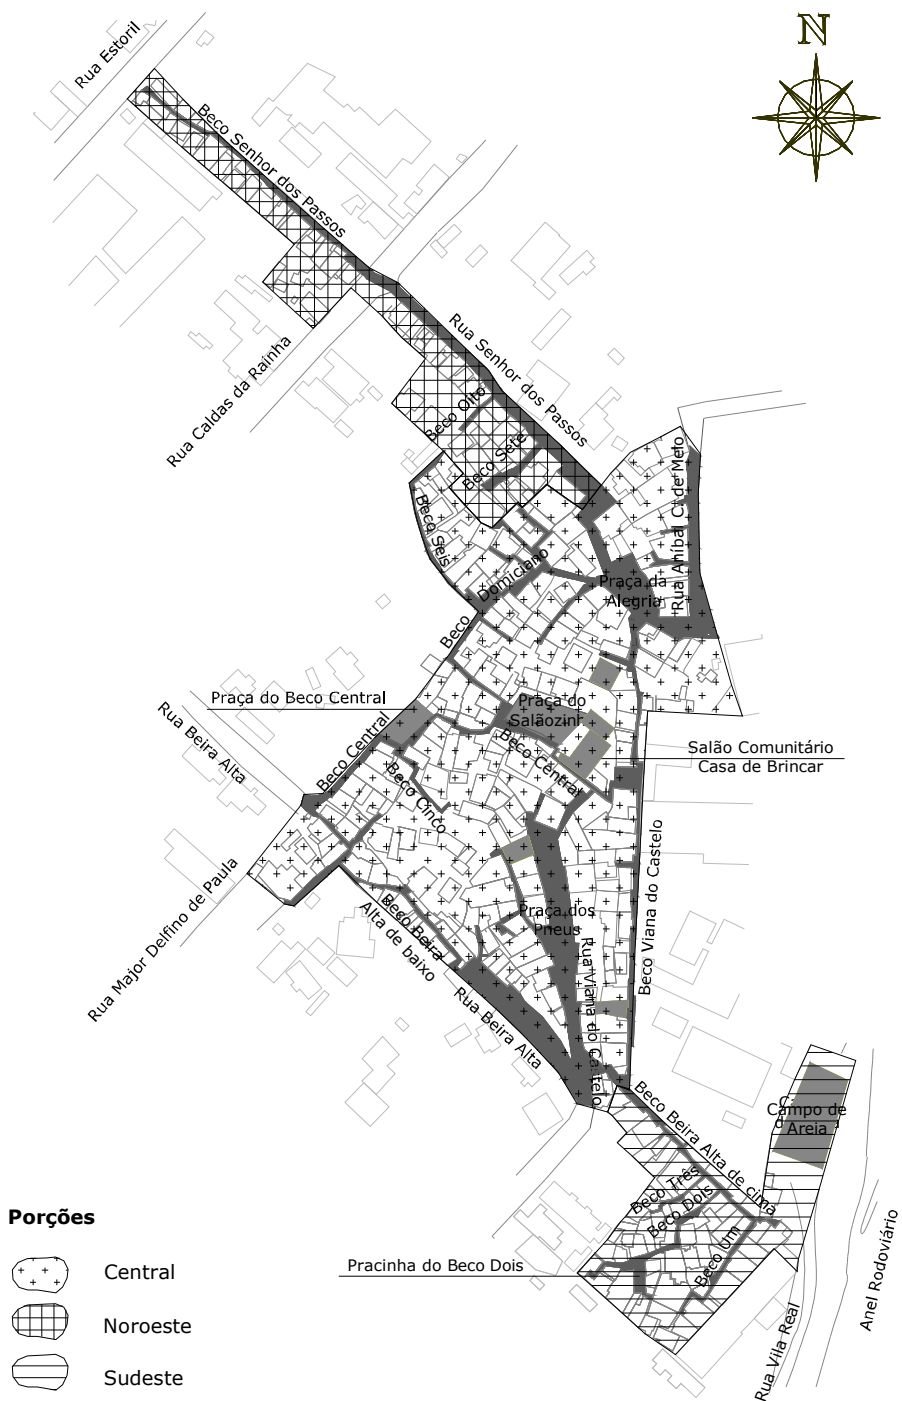 N
Rua Estoril
Beco Senhor dos Passos
Rua Senhor dos Passos
Rua Caldas da Rainha
Beco Oito
Beco Sete
Beco Seis
Rua Aníbal C. de Melo
Praça da
Alegria
Beco Domiciano
Praça do Beco Central
Praça do
Salãozinh
Rua Beira Alta
Beco Central
Beco Central
Salão Comunitário
Casa de Brincar
Beco Cinco
Rua Major Delfino de Paula
Beco Beira
Alta de baixo
Praça dos
Pneus
Rua Viana do Castelo
Beco Viana do Castelo
Rua Beira Alta
Beco Beira Alta de cima
Campo de
Areia
Beco Três
Beco Dois
Beco Um
Pracinha do Beco Dois
Rua Vila Real
Anel Rodoviário
Porções
Central
Noroeste
Sudeste